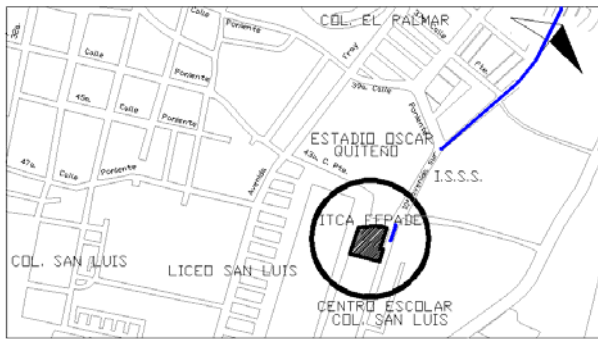 COL. EL PALMAR
38a.
Calle
Poniente
Calle
Poniente
45a.
Calle
Poniente
47a.
Calle
Poniente
Avenida
Fray
39a. Calle
Poniente
Pte.
ESTADIO OSCAR
QUITEÑO
43a. C. Pte.
I.S.S.S.
ITCA FEPADE
COL. SAN LUIS
LICEO SAN LUIS
CENTRO ESCOLAR
COL. SAN LUIS